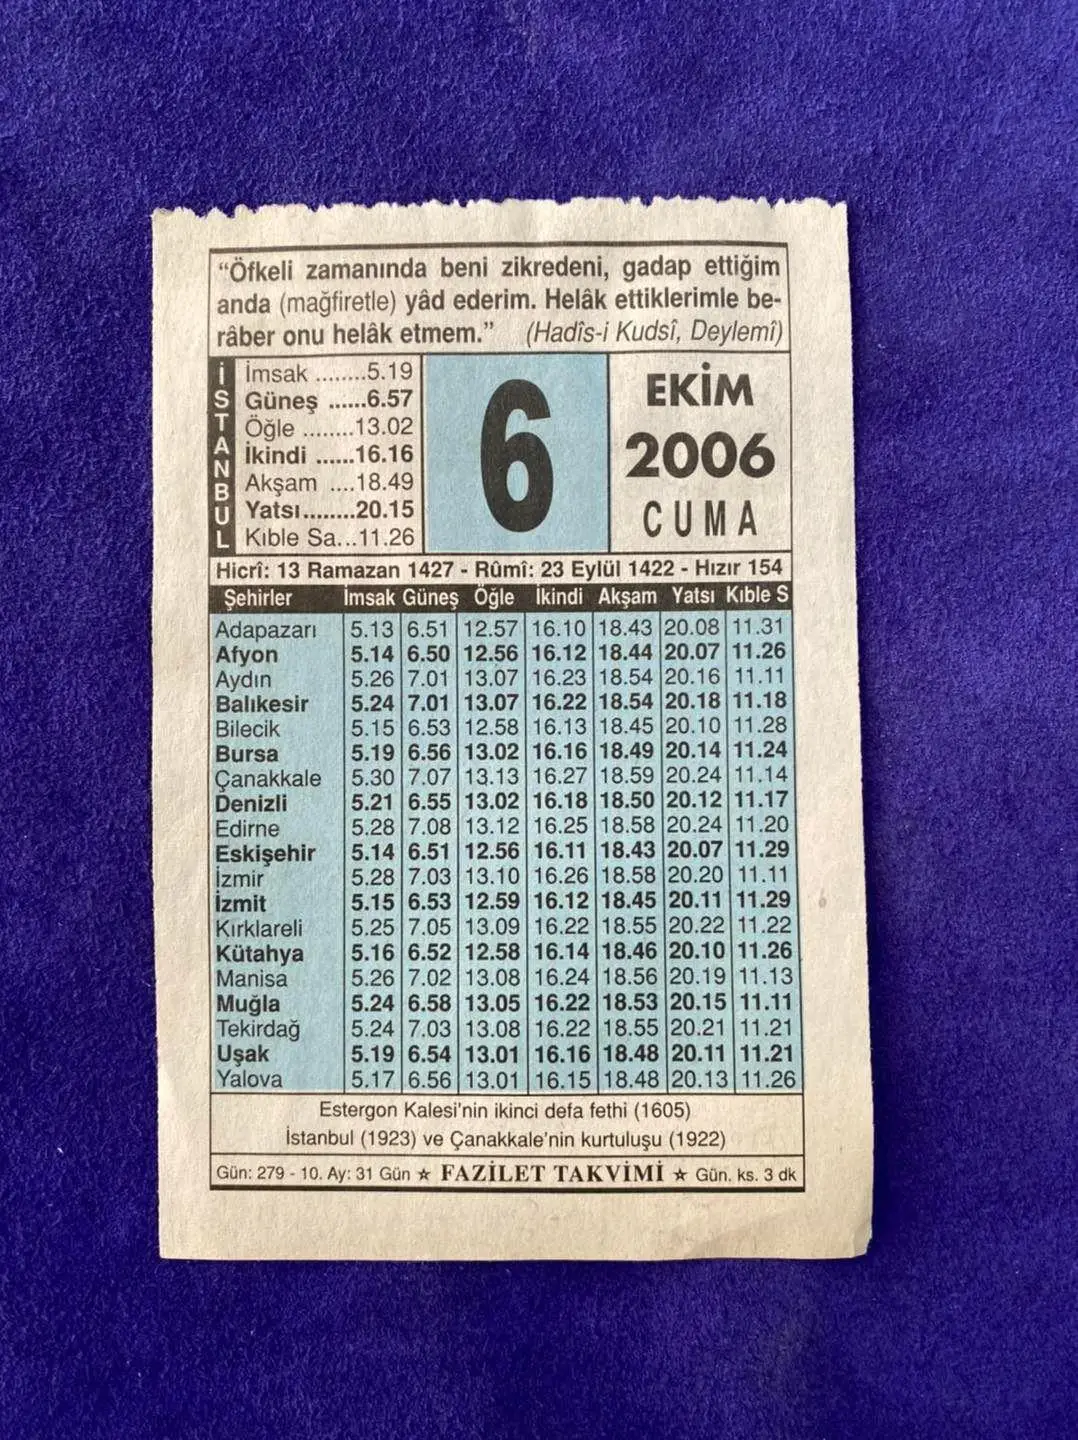 “Öfkeli zamanında beni zikredeni, gadap ettiğim
anda (mağfiretle) yâd ederim. Helâk ettiklerimle be-
râber onu helâk etmem.” (Hadîs-i Kudsî, Deylemî)
İSTANBUL
İmsak ........5.19
Güneş ......6.57
Öğle ........13.02
İkindi ......16.16
Akşam ....18.49
Yatsı........20.15
Kıble Sa...11.26
6
EKİM
2006
CUMA
Hicrî: 13 Ramazan 1427 - Rûmî: 23 Eylül 1422 - Hızır 154
Şehirler İmsak Güneş Öğle İkindi Akşam Yatsı Kıble S
Adapazarı 5.13 6.51 12.57 16.10 18.43 20.08 11.31
Afyon 5.14 6.50 12.56 16.12 18.44 20.07 11.26
Aydın 5.26 7.01 13.07 16.23 18.54 20.16 11.11
Balıkesir 5.24 7.01 13.07 16.22 18.54 20.18 11.18
Bilecik 5.15 6.53 12.58 16.13 18.45 20.10 11.28
Bursa 5.19 6.56 13.02 16.16 18.49 20.14 11.24
Çanakkale 5.30 7.07 13.13 16.27 18.59 20.24 11.14
Denizli 5.21 6.55 13.02 16.18 18.50 20.12 11.17
Edirne 5.28 7.08 13.12 16.25 18.58 20.24 11.20
Eskişehir 5.14 6.51 12.56 16.11 18.43 20.07 11.29
İzmir 5.28 7.03 13.10 16.26 18.58 20.20 11.11
İzmit 5.15 6.53 12.59 16.12 18.45 20.11 11.29
Kırklareli 5.25 7.05 13.09 16.22 18.55 20.22 11.22
Kütahya 5.16 6.52 12.58 16.14 18.46 20.10 11.26
Manisa 5.26 7.02 13.08 16.24 18.56 20.19 11.13
Muğla 5.24 6.58 13.05 16.22 18.53 20.15 11.11
Tekirdağ 5.24 7.03 13.08 16.22 18.55 20.21 11.21
Uşak 5.19 6.54 13.01 16.16 18.48 20.11 11.21
Yalova 5.17 6.56 13.01 16.15 18.48 20.13 11.26
Estergon Kalesi’nin ikinci defa fethi (1605)
İstanbul (1923) ve Çanakkale’nin kurtuluşu (1922)
Gün: 279 - 10. Ay: 31 Gün ☆ FAZİLET TAKVİMİ ☆ Gün. ks. 3 dk